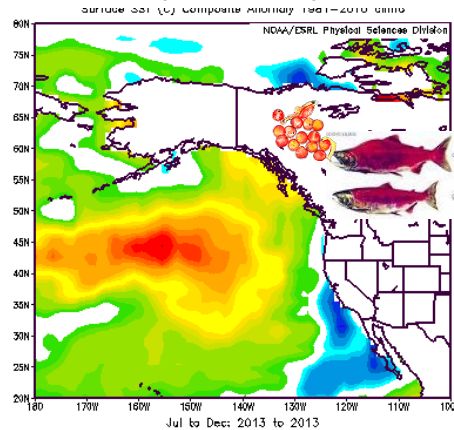 Surface SST (C) Composite Anomaly 1981-2010 climo
NOAA/ESRL Physical Sciences Division
80N
75N
70N
65N
60N
55N
50N
45N
40N
35N
30N
25N
20N
180 170W 160W 150W 140W 130W 120W 110W 100
Jul to Dec: 2013 to 2013